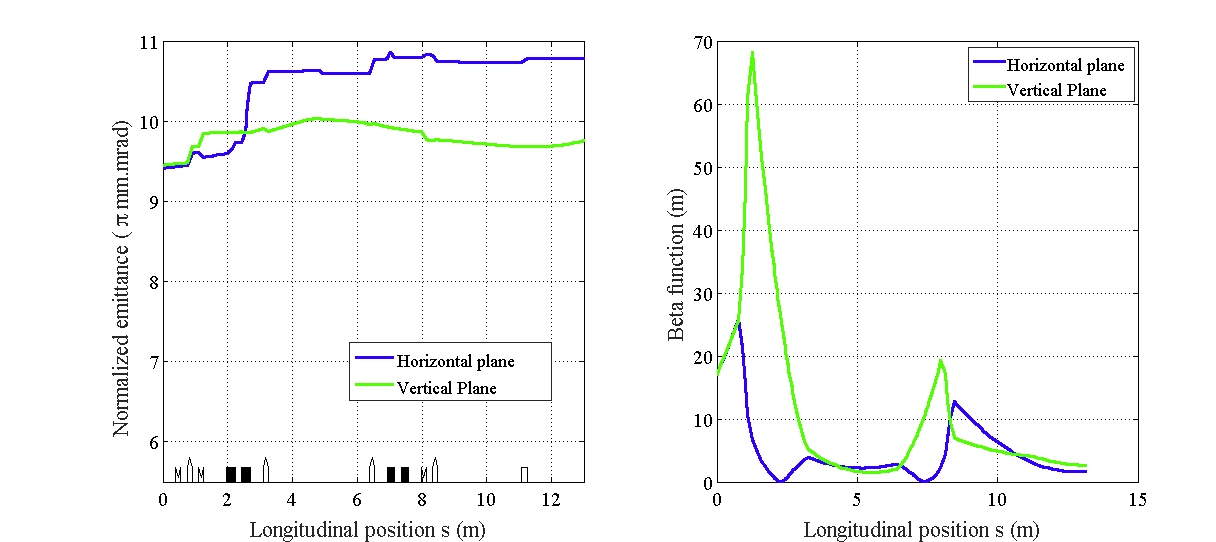 11
10
9
8
7
6
Normalized emittance ( π mm.mrad)
Horizontal plane
Vertical Plane
0 2 4 6 8 10 12
Longitudinal position s (m)
70
60
50
40
30
20
10
0
Beta function (m)
Horizontal plane
Vertical Plane
0 5 10 15
Longitudinal position s (m)